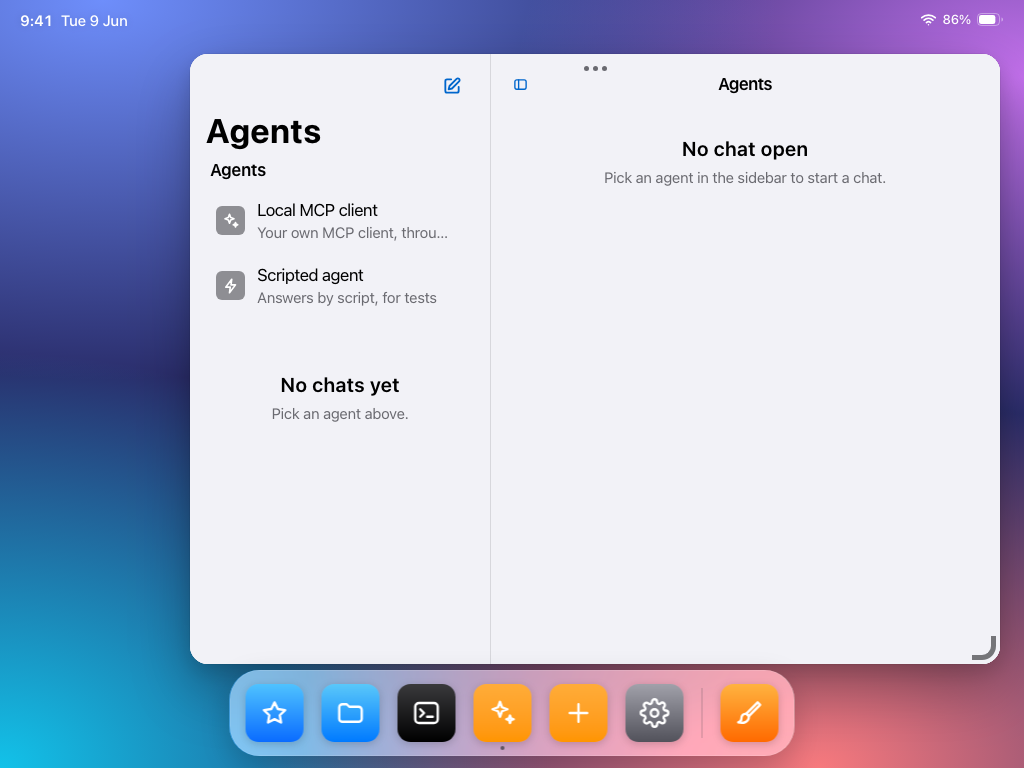 9:41 Tue 9 Jun
86%
Agents
Agents
Local MCP client
Your own MCP client, throu...
Scripted agent
Answers by script, for tests
No chats yet
Pick an agent above.
Agents
No chat open
Pick an agent in the sidebar to start a chat.